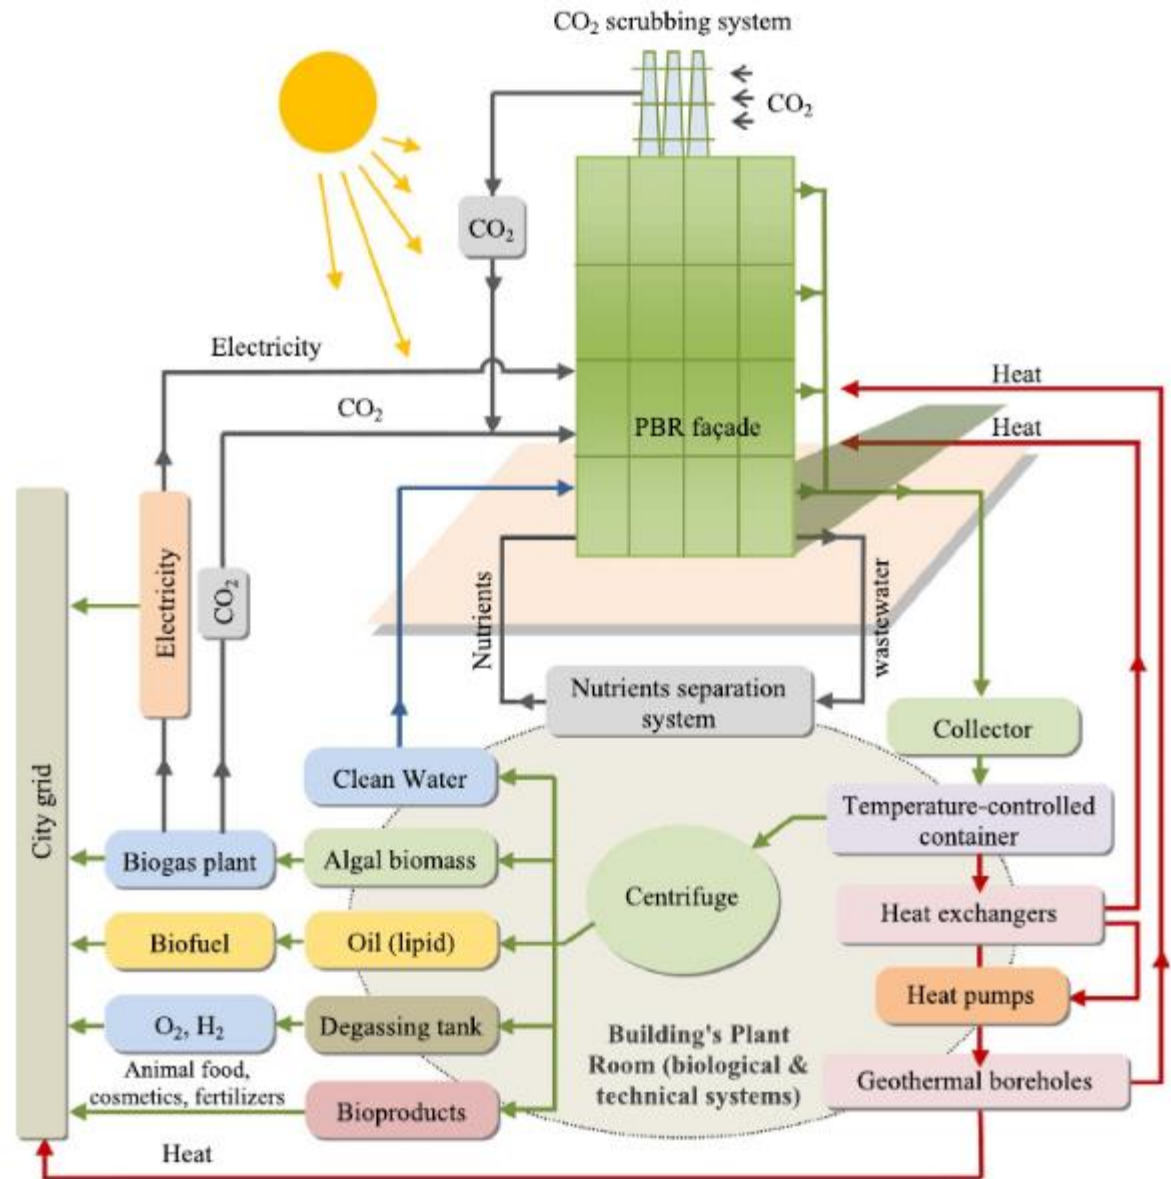 CO₂ scrubbing system
CO₂
CO₂
Electricity
CO₂
Heat
Heat
PBR façade
City grid
Electricity
CO₂
Nutrients
wastewater
Nutrients separation
system
Collector
Clean Water
Temperature-controlled
container
Biogas plant
Algal biomass
Centrifuge
Heat exchangers
Biofuel
Oil (lipid)
Heat pumps
O₂, H₂
Degassing tank
Building's Plant
Room (biological &
technical systems)
Geothermal boreholes
Animal food,
cosmetics, fertilizers
Bioproducts
Heat